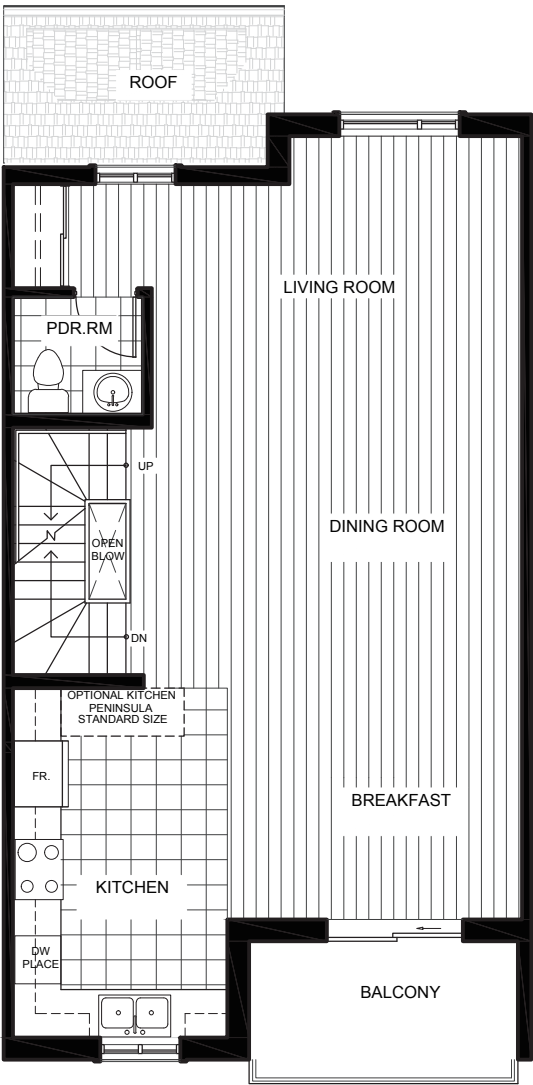 ROOF
LIVING ROOM
PDR.RM
UP
DINING ROOM
N
OPEN
BLOW
DN
OPTIONAL KITCHEN
PENINSULA
STANDARD SIZE
FR.
BREAKFAST
KITCHEN
DW
PLACE
BALCONY